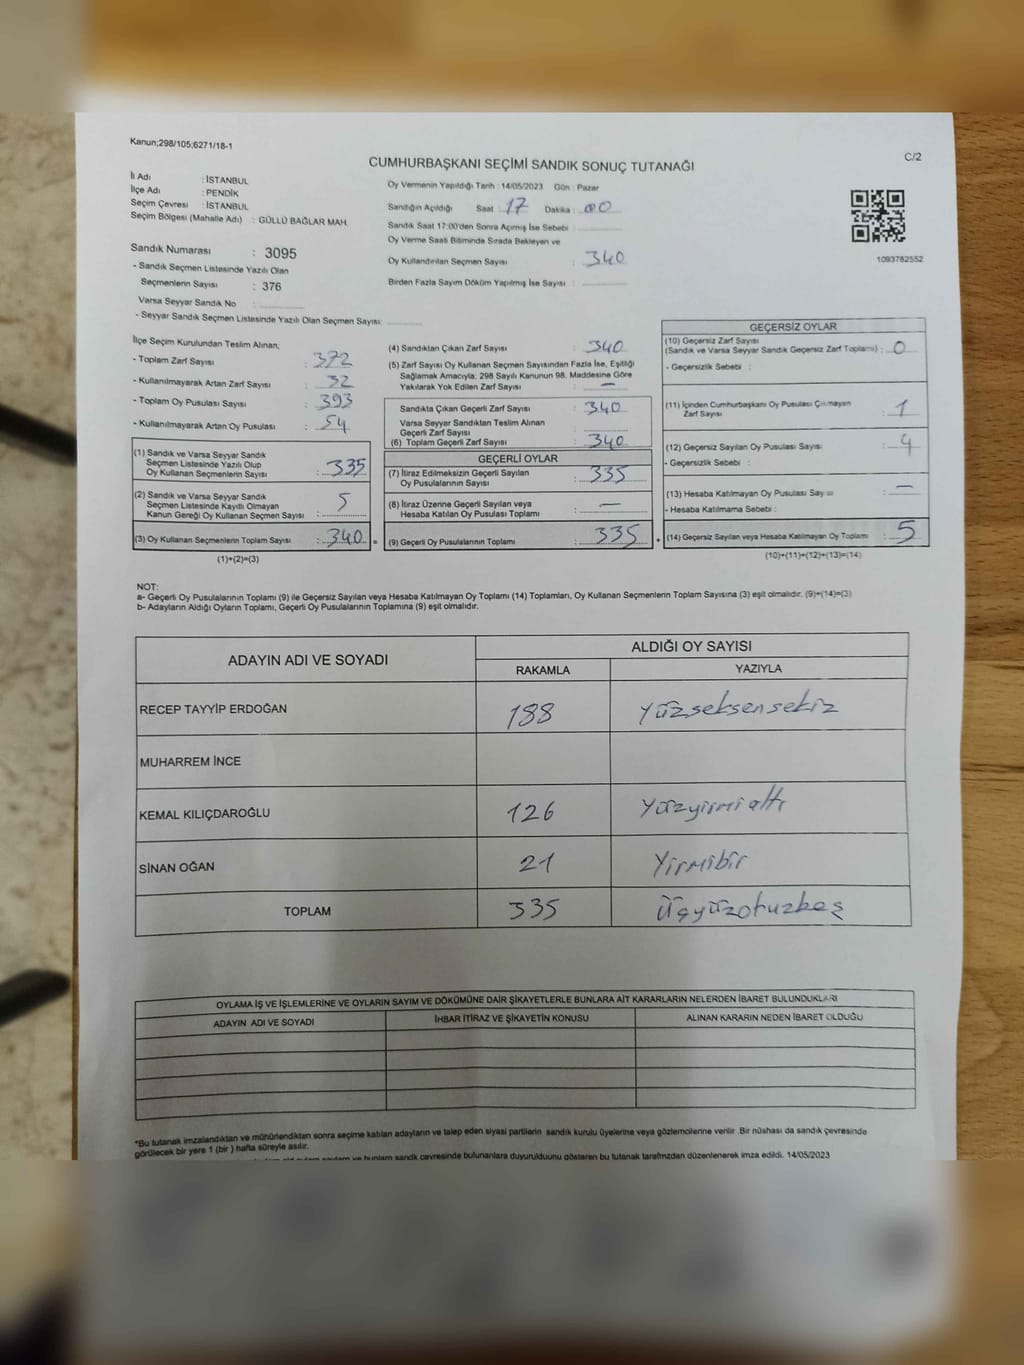 Kanun;298/105;6271/18-1
CUMHURBAŞKANI SEÇİMİ SANDIK SONUÇ TUTANAĞI
C/2
İl Adı : İSTANBUL
İlçe Adı : PENDİK
Seçim Çevresi : İSTANBUL
Seçim Bölgesi (Mahalle Adı) : GÜLLÜ BAĞLAR MAH.
Sandık Numarası : 3095
- Sandık Seçmen Listesinde Yazılı Olan
Seçmenlerin Sayısı : 376
Varsa Seyyar Sandık No :
- Seyyar Sandık Seçmen Listesinde Yazılı Olan Seçmen Sayısı:
Oy Vermenin Yapıldığı Tarih : 14/05/2023 Gün : Pazar
Sandığın Açıldığı Saat : 17 Dakika : 00
Sandık Saat 17:00'den Sonra Açımış İse Sebebi :
Oy Verme Saati Bitiminde Sırada Bekleyen ve
Oy Kullandırılan Seçmen Sayısı : 340
Birden Fazla Sayım Döküm Yapılmış İse Sayısı :
1093782552
İlçe Seçim Kurulundan Teslim Alınan;
- Toplam Zarf Sayısı : 372
- Kullanılmayarak Artan Zarf Sayısı : 32
- Toplam Oy Pusulası Sayısı : 393
- Kullanılmayarak Artan Oy Pusulası : 54
(1) Sandık ve Varsa Seyyar Sandık
Seçmen Listesinde Yazılı Olup
Oy Kullanan Seçmenlerin Sayısı : 335
(2) Sandık ve Varsa Seyyar Sandık
Seçmen Listesinde Kayıtlı Olmayan
Kanun Gereği Oy Kullanan Seçmen Sayısı : 5
(3) Oy Kullanan Seçmenlerin Toplam Sayısı : 340 =
(1)+(2)=(3)
(4) Sandıktan Çıkan Zarf Sayısı : 340
(5) Zarf Sayısı Oy Kullanan Seçmen Sayısından Fazla İse, Eşitliği
Sağlamak Amacıyla; 298 Sayılı Kanunun 98. Maddesine Göre
Yakılarak Yok Edilen Zarf Sayısı : —
Sandıkta Çıkan Geçerli Zarf Sayısı : 340
Varsa Seyyar Sandıktan Teslim Alınan
Geçerli Zarf Sayısı :
(6) Toplam Geçerli Zarf Sayısı : 340
GEÇERLİ OYLAR
(7) İtiraz Edilmeksizin Geçerli Sayılan
Oy Pusulalarının Sayısı : 335
(8) İtiraz Üzerine Geçerli Sayılan veya
Hesaba Katılan Oy Pusulası Toplamı : —
(9) Geçerli Oy Pusulalarının Toplamı : 335 +
GEÇERSİZ OYLAR
(10) Geçersiz Zarf Sayısı
(Sandık ve Varsa Seyyar Sandık Geçersiz Zarf Toplamı) : 0
- Geçersizlik Sebebi :
(11) İçinden Cumhurbaşkanı Oy Pusulası Çıkmayan
Zarf Sayısı : 1
(12) Geçersiz Sayılan Oy Pusulası Sayısı : 4
- Geçersizlik Sebebi :
(13) Hesaba Katılmayan Oy Pusulası Sayısı : —
- Hesaba Katılmama Sebebi :
(14) Geçersiz Sayılan veya Hesaba Katılmayan Oy Toplamı : 5
(10)+(11)+(12)+(13)=(14)
NOT:
a- Geçerli Oy Pusulalarının Toplamı (9) ile Geçersiz Sayılan veya Hesaba Katılmayan Oy Toplamı (14) Toplamları, Oy Kullanan Seçmenlerin Toplam Sayısına (3) eşit olmalıdır. (9)+(14)=(3)
b- Adayların Aldığı Oyların Toplamı, Geçerli Oy Pusulalarının Toplamına (9) eşit olmalıdır.
ADAYIN ADI VE SOYADI ALDIĞI OY SAYISI
RAKAMLA YAZIYLA
RECEP TAYYİP ERDOĞAN 188 Yüzseksensekiz
MUHARREM İNCE
KEMAL KILIÇDAROĞLU 126 Yüzyirmi altı
SİNAN OĞAN 21 Yirmibir
TOPLAM 335 Üçyüzotuzbeş
OYLAMA İŞ VE İŞLEMLERİNE VE OYLARIN SAYIM VE DÖKÜMÜNE DAİR ŞİKAYETLERLE BUNLARA AİT KARARLARIN NELERDEN İBARET BULUNDUKLARI
ADAYIN ADI VE SOYADI İHBAR İTİRAZ VE ŞİKAYETİN KONUSU ALINAN KARARIN NEDEN İBARET OLDUĞU
*Bu tutanak imzalandıktan ve mühürlendikten sonra seçime katılan adayların ve talep eden siyasi partilerin sandık kurulu üyelerine veya gözlemcilerine verilir .Bir nüshası da sandık çevresinde
görülecek bir yere 1 (bir ) hafta süreyle asılır.
ve bunların sandık çevresinde bulunanlara duyurulduunu gösteren bu tutanak tarafmzdan düzenlenerek imza edildi. 14/05/2023